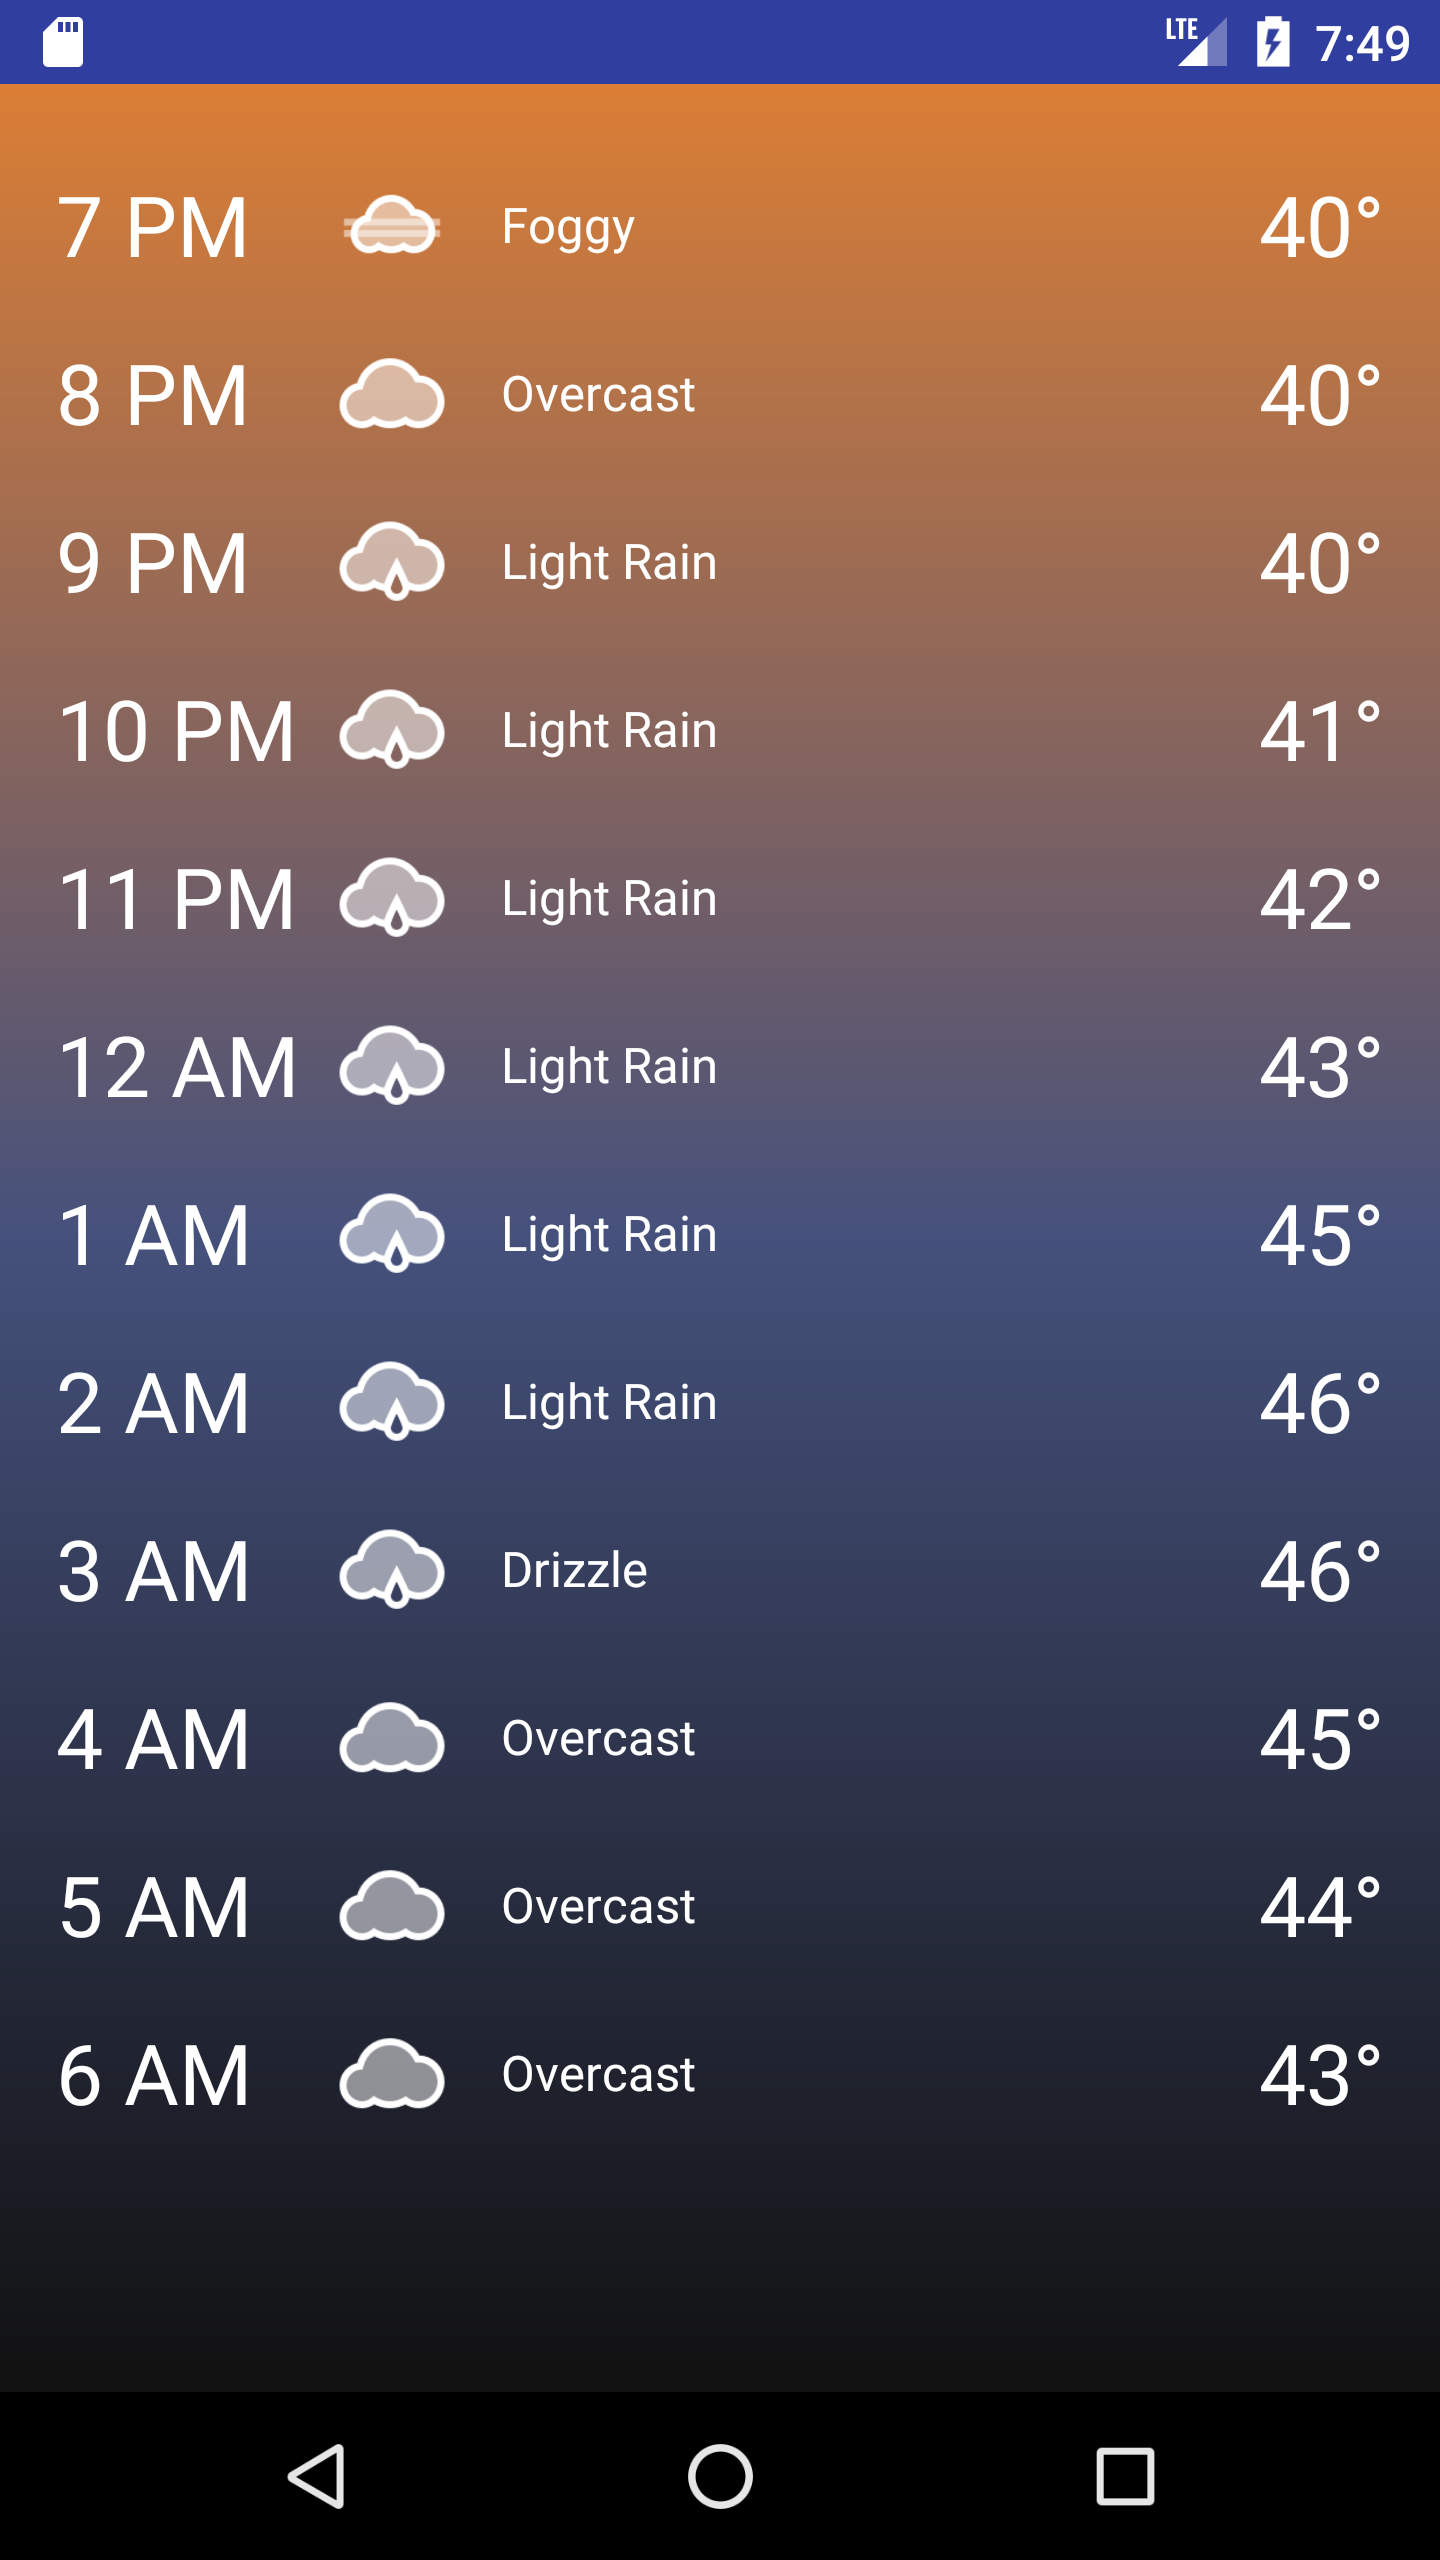 LTE 7:49
7 PM Foggy 40°
8 PM Overcast 40°
9 PM Light Rain 40°
10 PM Light Rain 41°
11 PM Light Rain 42°
12 AM Light Rain 43°
1 AM Light Rain 45°
2 AM Light Rain 46°
3 AM Drizzle 46°
4 AM Overcast 45°
5 AM Overcast 44°
6 AM Overcast 43°